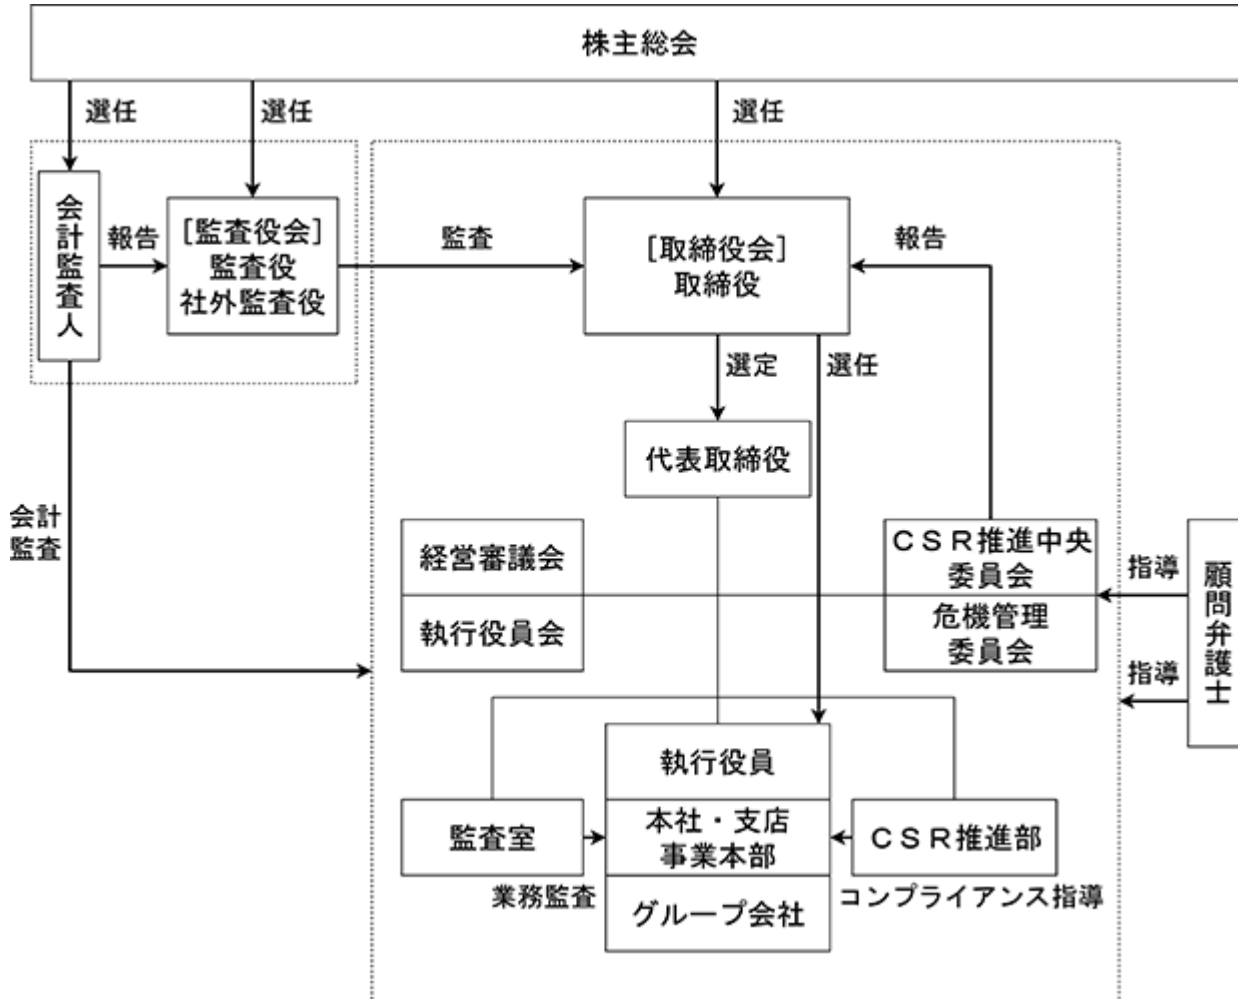 株主総会
選任
選任
選任
会計監査人
報告
［監査役会］
監査役
社外監査役
監査
［取締役会］
取締役
報告
選定
選任
代表取締役
会計
監査
経営審議会
執行役員会
ＣＳＲ推進中央
委員会
危機管理
委員会
指導
指導
顧問弁護士
執行役員
本社・支店
事業本部
グループ会社
監査室
業務監査
ＣＳＲ推進部
コンプライアンス指導